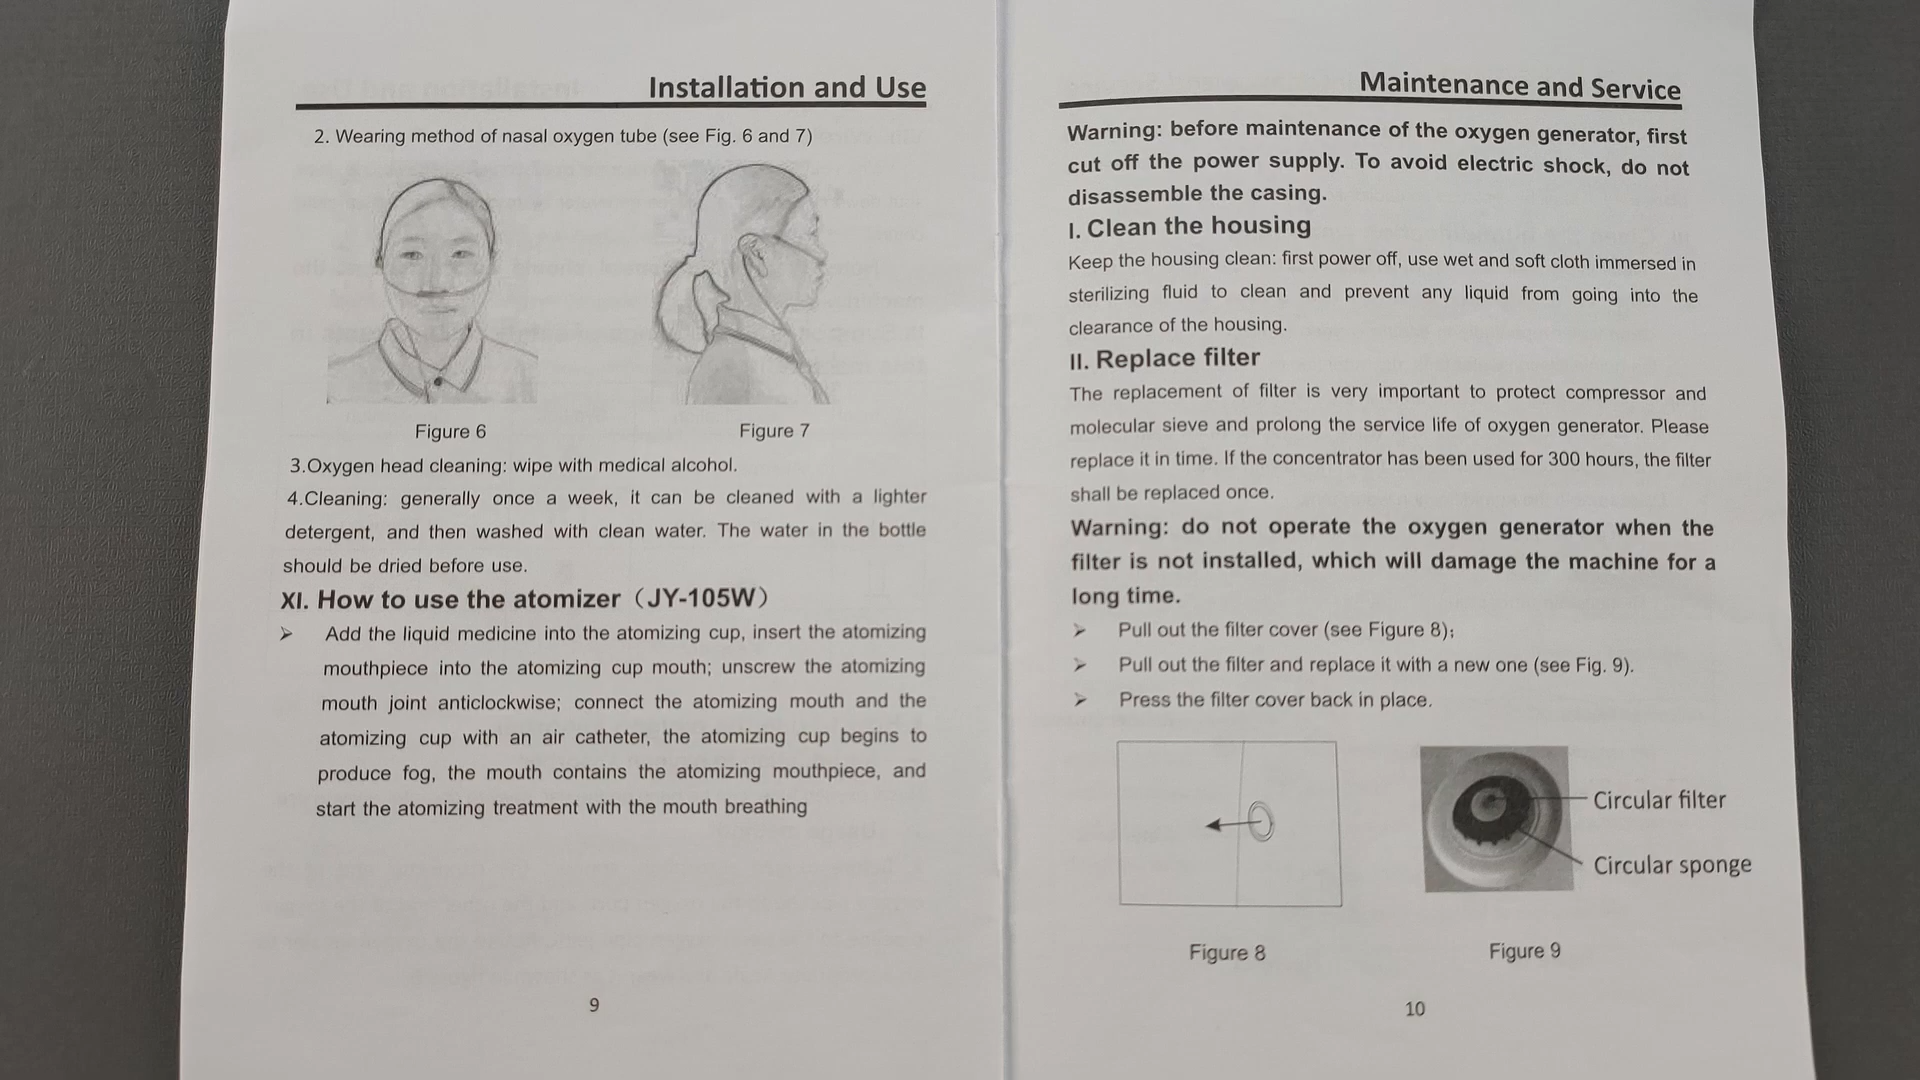 Installation and Use
2. Wearing method of nasal oxygen tube (see Fig. 6 and 7)
Figure 6
Figure 7
3.Oxygen head cleaning: wipe with medical alcohol.
4.Cleaning: generally once a week, it can be cleaned with a lighter
detergent, and then washed with clean water. The water in the bottle
should be dried before use.
XI. How to use the atomizer（JY-105W）
➢ Add the liquid medicine into the atomizing cup, insert the atomizing
mouthpiece into the atomizing cup mouth; unscrew the atomizing
mouth joint anticlockwise; connect the atomizing mouth and the
atomizing cup with an air catheter, the atomizing cup begins to
produce fog, the mouth contains the atomizing mouthpiece, and
start the atomizing treatment with the mouth breathing
9
Maintenance and Service
Warning: before maintenance of the oxygen generator, first
cut off the power supply. To avoid electric shock, do not
disassemble the casing.
I. Clean the housing
Keep the housing clean: first power off, use wet and soft cloth immersed in
sterilizing fluid to clean and prevent any liquid from going into the
clearance of the housing.
II. Replace filter
The replacement of filter is very important to protect compressor and
molecular sieve and prolong the service life of oxygen generator. Please
replace it in time. If the concentrator has been used for 300 hours, the filter
shall be replaced once.
Warning: do not operate the oxygen generator when the
filter is not installed, which will damage the machine for a
long time.
➢ Pull out the filter cover (see Figure 8);
➢ Pull out the filter and replace it with a new one (see Fig. 9).
➢ Press the filter cover back in place.
Circular filter
Circular sponge
Figure 8
Figure 9
10